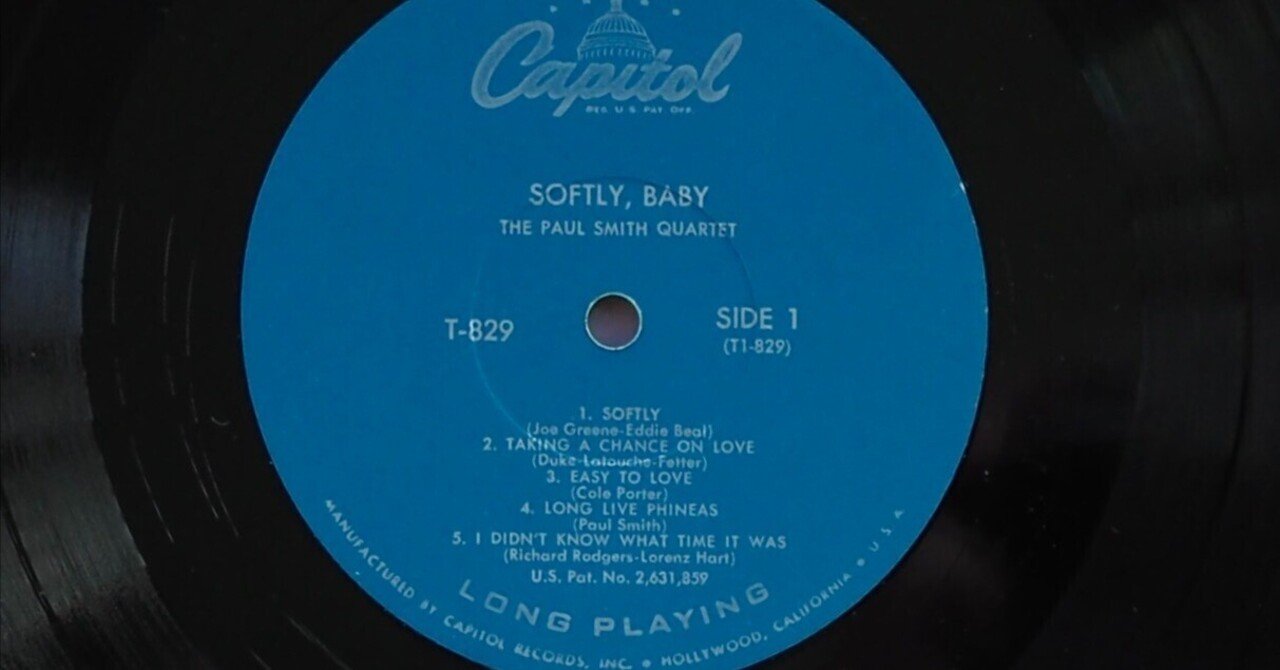 Capitol
REG. U.S. PAT. OFF.
SOFTLY, BABY
THE PAUL SMITH QUARTET
T-829
SIDE 1
(T1-829)
1. SOFTLY
(Joe Greene-Eddie Beal)
2. TAKING A CHANCE ON LOVE
(Duke-Latouche-Fetter)
3. EASY TO LOVE
(Cole Porter)
4. LONG LIVE PHINEAS
(Paul Smith)
5. I DIDN'T KNOW WHAT TIME IT WAS
(Richard Rodgers-Lorenz Hart)
U.S. Pat. No. 2,631,859
LONG PLAYING
MANUFACTURED BY CAPITOL RECORDS, INC. • HOLLYWOOD, CALIFORNIA • U.S.A.